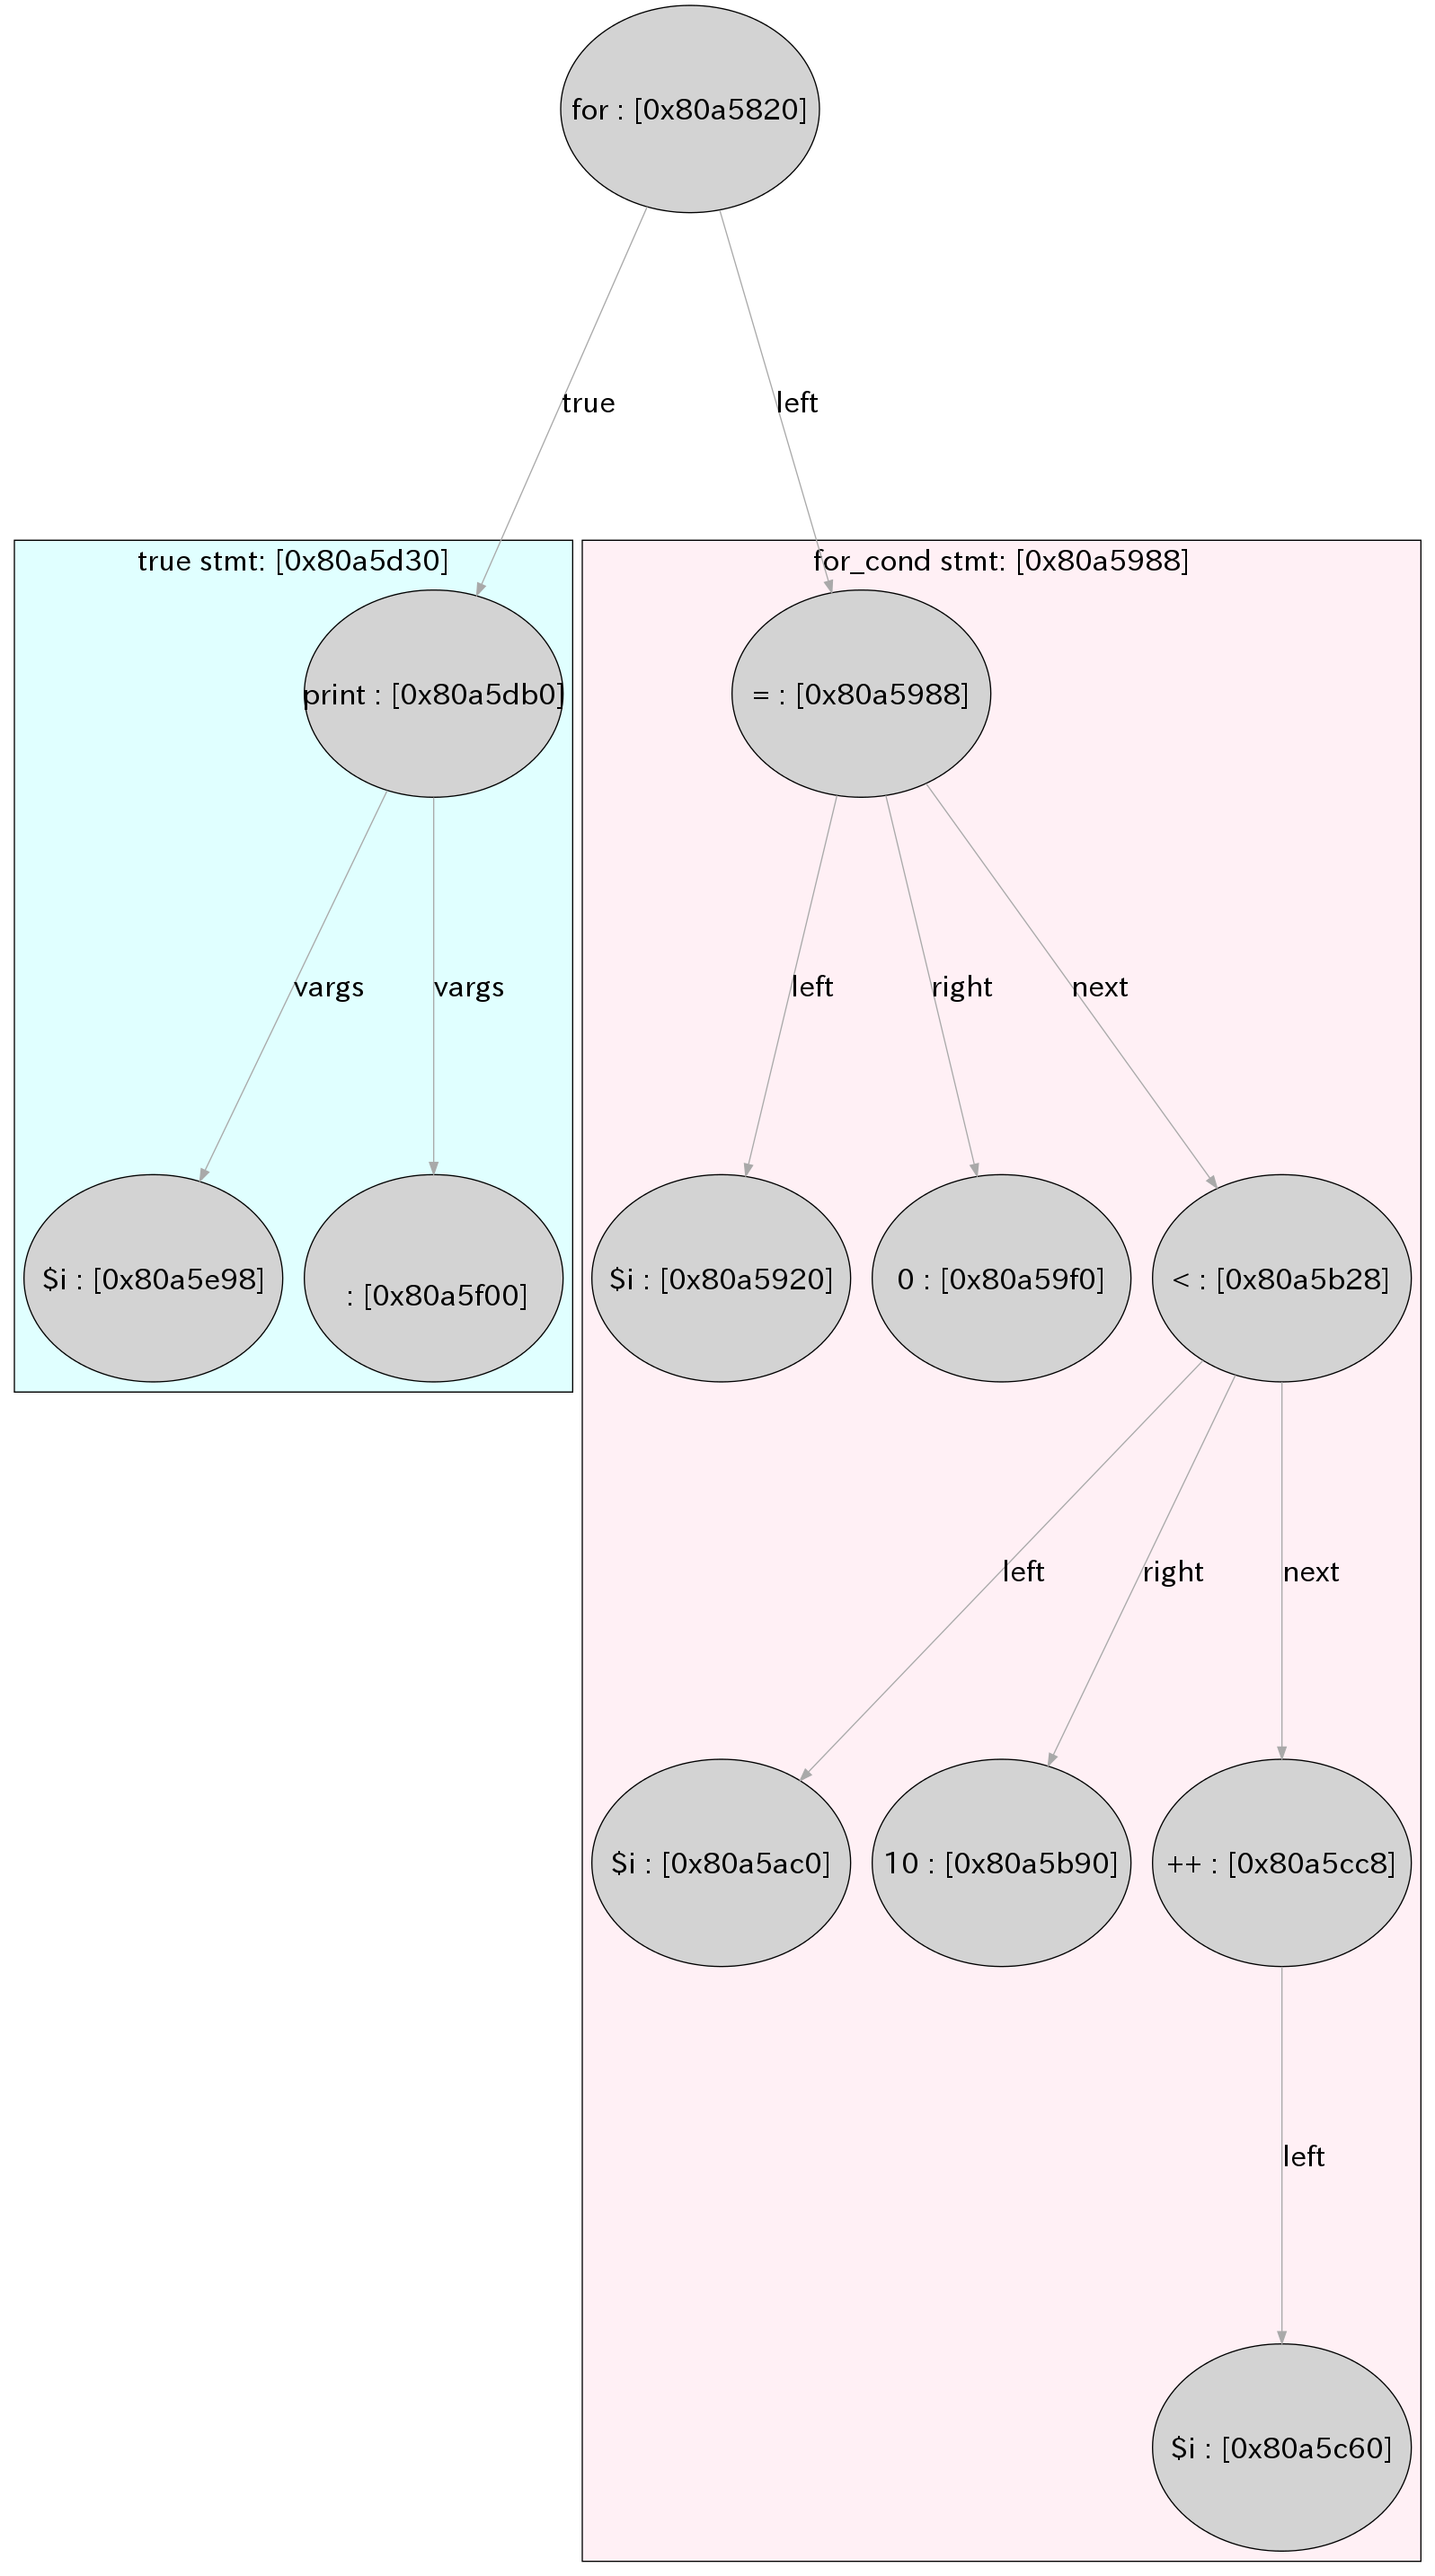 for : [0x80a5820]
true
left
true stmt: [0x80a5d30]
for_cond stmt: [0x80a5988]
print : [0x80a5db0]
= : [0x80a5988]
vargs
vargs
left
right
next
$i : [0x80a5e98]
: [0x80a5f00]
$i : [0x80a5920]
0 : [0x80a59f0]
< : [0x80a5b28]
left
right
next
$i : [0x80a5ac0]
10 : [0x80a5b90]
++ : [0x80a5cc8]
left
$i : [0x80a5c60]